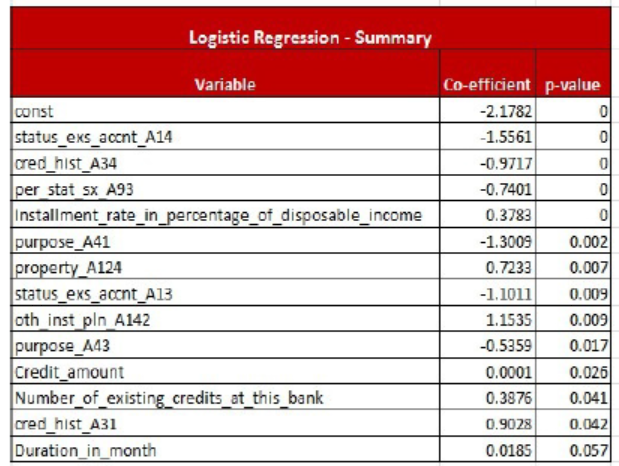 Logistic Regression - Summary
Variable Co-efficient p-value
const -2.1782 0
status_exs_accnt_A14 -1.5561 0
cred_hist_A34 -0.9717 0
per_stat_sx_A93 -0.7401 0
Installment_rate_in_percentage_of_disposable_income 0.3783 0
purpose_A41 -1.3009 0.002
property_A124 0.7233 0.007
status_exs_accnt_A13 -1.1011 0.009
oth_inst_pln_A142 1.1535 0.009
purpose_A43 -0.5359 0.017
Credit_amount 0.0001 0.026
Number_of_existing_credits_at_this_bank 0.3876 0.041
cred_hist_A31 0.9028 0.042
Duration_in_month 0.0185 0.057